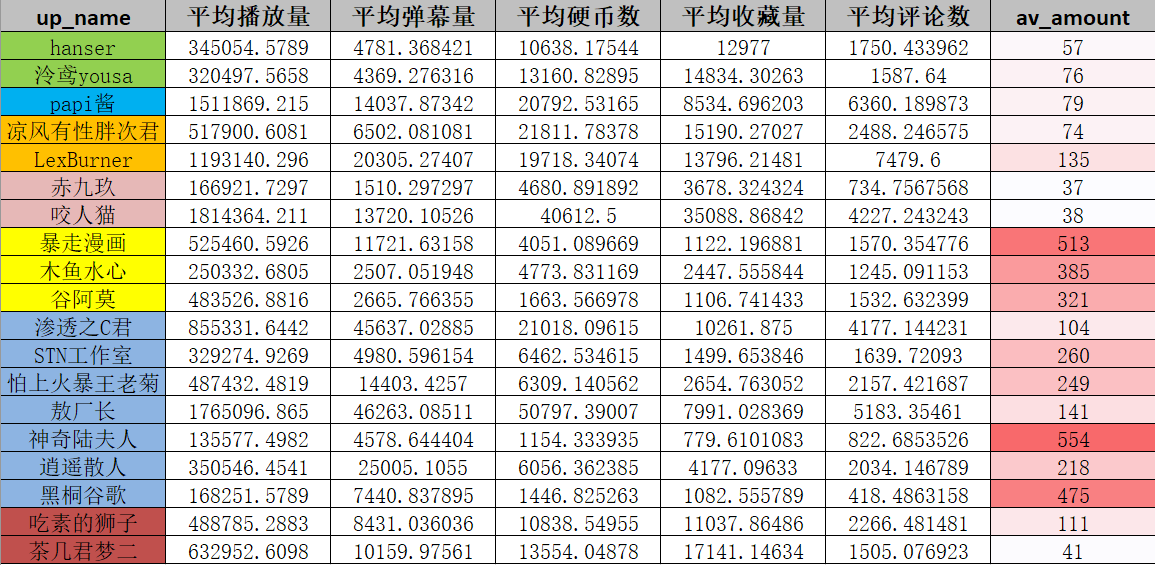 up_name 平均播放量 平均弹幕量 平均硬币数 平均收藏量 平均评论数 av_amount
hanser 345054.5789 4781.368421 10638.17544 12977 1750.433962 57
泠鸢yousa 320497.5658 4369.276316 13160.82895 14834.30263 1587.64 76
papi酱 1511869.215 14037.87342 20792.53165 8534.696203 6360.189873 79
凉风有性胖次君 517900.6081 6502.081081 21811.78378 15190.27027 2488.246575 74
LexBurner 1193140.296 20305.27407 19718.34074 13796.21481 7479.6 135
赤九玖 166921.7297 1510.297297 4680.891892 3678.324324 734.7567568 37
咬人猫 1814364.211 13720.10526 40612.5 35088.86842 4227.243243 38
暴走漫画 525460.5926 11721.63158 4051.089669 1122.196881 1570.354776 513
木鱼水心 250332.6805 2507.051948 4773.831169 2447.555844 1245.091153 385
谷阿莫 483526.8816 2665.766355 1663.566978 1106.741433 1532.632399 321
渗透之C君 855331.6442 45637.02885 21018.09615 10261.875 4177.144231 104
STN工作室 329274.9269 4980.596154 6462.534615 1499.653846 1639.72093 260
怕上火暴王老菊 487432.4819 14403.4257 6309.140562 2654.763052 2157.421687 249
敖厂长 1765096.865 46263.08511 50797.39007 7991.028369 5183.35461 141
神奇陆夫人 135577.4982 4578.644404 1154.333935 779.6101083 822.6853526 554
逍遥散人 350546.4541 25005.1055 6056.362385 4177.09633 2034.146789 218
黑桐谷歌 168251.5789 7440.837895 1446.825263 1082.555789 418.4863158 475
吃素的狮子 488785.2883 8431.036036 10838.54955 11037.86486 2266.481481 111
茶几君梦二 632952.6098 10159.97561 13554.04878 17141.14634 1505.076923 41